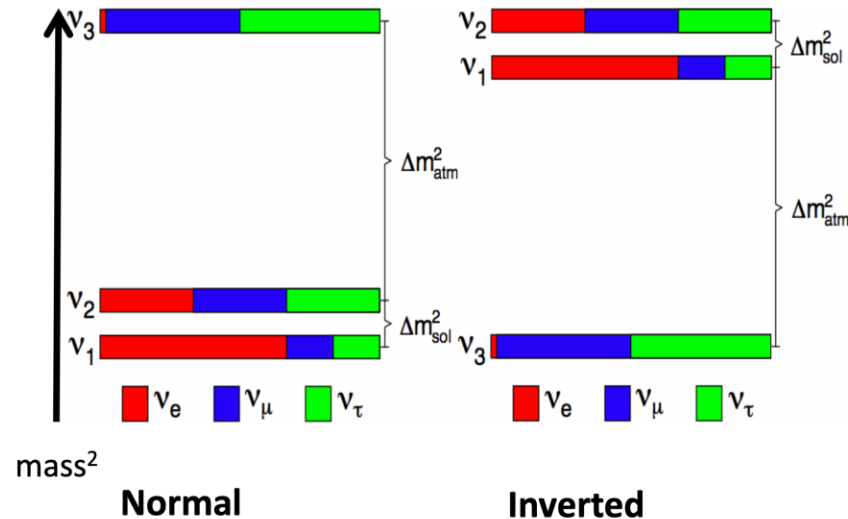 ν₃
Δm²atm
ν₂
Δm²sol
ν₁
νe νμ ντ
mass²
Normal
ν₂
Δm²sol
ν₁
Δm²atm
ν₃
νe νμ ντ
Inverted